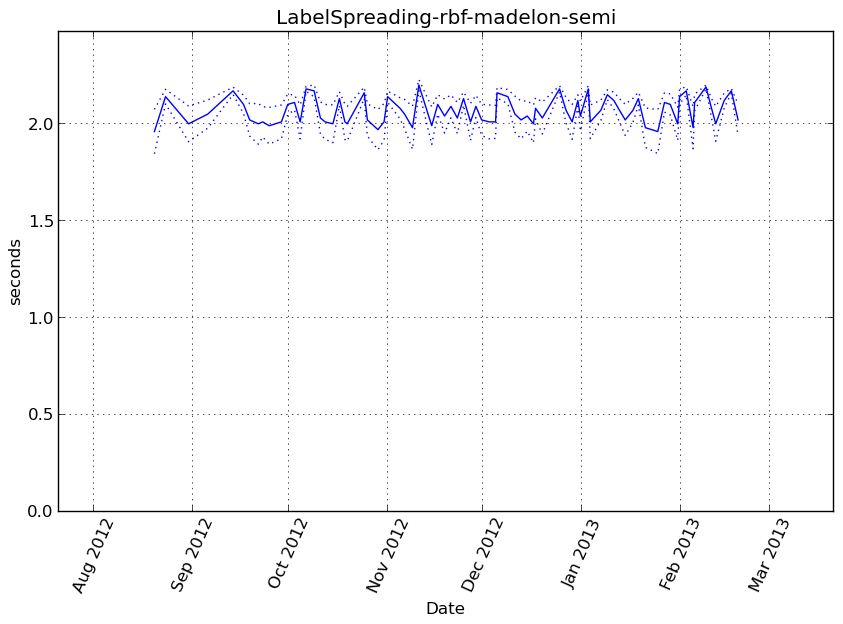 LabelSpreading-rbf-madelon-semi
2.0
1.5
1.0
0.5
0.0
seconds
Aug 2012
Sep 2012
Oct 2012
Nov 2012
Dec 2012
Jan 2013
Feb 2013
Mar 2013
Date